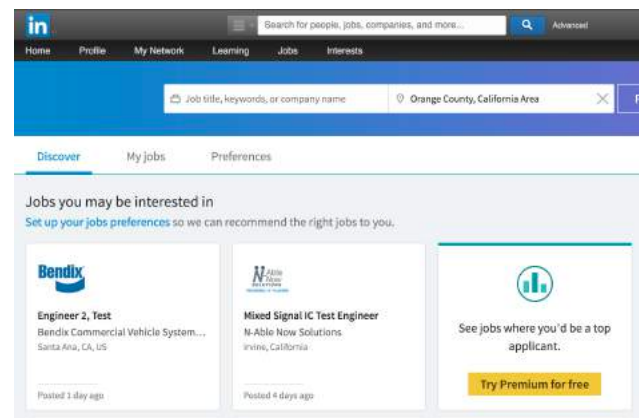 in
Search for people, jobs, companies, and more...
Advanced
Home Profile My Network Learning Jobs Interests
Job title, keywords, or company name
Orange County, California Area
Discover My jobs Preferences
Jobs you may be interested in
Set up your jobs preferences so we can recommend the right jobs to you.
Bendix
Engineer 2, Test
Bendix Commercial Vehicle System...
Santa Ana, CA, US
Posted 1 day ago
N-Able
Now
Mixed Signal IC Test Engineer
N-Able Now Solutions
Irvine, California
Posted 4 days ago
See jobs where you'd be a top
applicant.
Try Premium for free